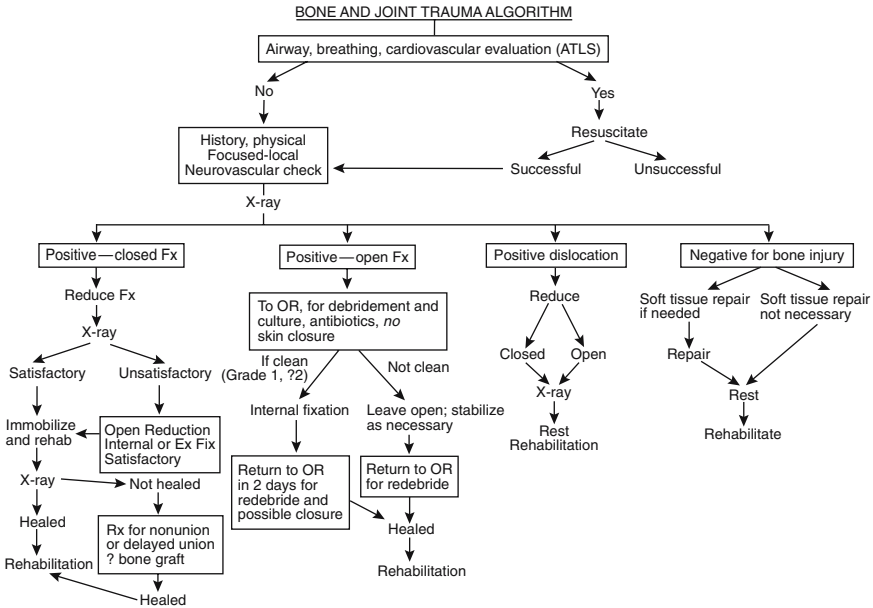 BONE AND JOINT TRAUMA ALGORITHM
Airway, breathing, cardiovascular evaluation (ATLS)
No
Yes
History, physical
Focused-local
Neurovascular check
Resuscitate
Successful
Unsuccessful
X-ray
Positive—closed Fx
Positive—open Fx
Positive dislocation
Negative for bone injury
Reduce Fx
X-ray
Satisfactory
Unsatisfactory
Immobilize
and rehab
Open Reduction
Internal or Ex Fix
Satisfactory
X-ray
Not healed
Healed
Rx for nonunion
or delayed union
? bone graft
Rehabilitation
Healed
To OR, for debridement and
culture, antibiotics, no
skin closure
If clean
(Grade 1, ?2)
Not clean
Internal fixation
Leave open; stabilize
as necessary
Return to OR
in 2 days for
redebride and
possible closure
Return to OR
for redebride
Healed
Rehabilitation
Reduce
Closed
Open
X-ray
Rest
Rehabilitation
Soft tissue repair
if needed
Soft tissue repair
not necessary
Repair
Rest
Rehabilitate